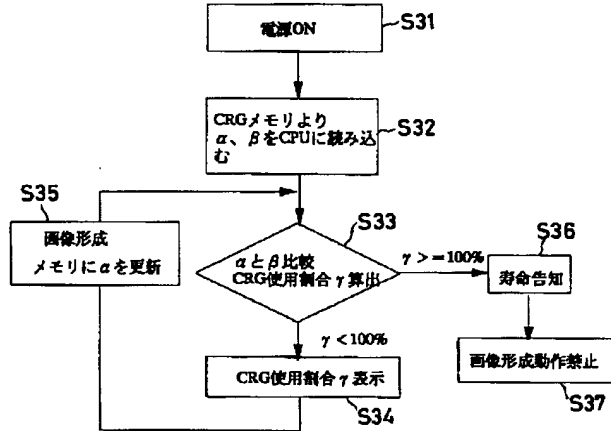 電源ON
S31
CRGメモリより
α、βをCPUに読み込
む
S32
S35
画像形成
メモリにαを更新
S33
αとβ比較
CRG使用割合γ算出
γ>=100%
S36
寿命告知
γ<100%
CRG使用割合γ表示
S34
画像形成動作禁止
S37